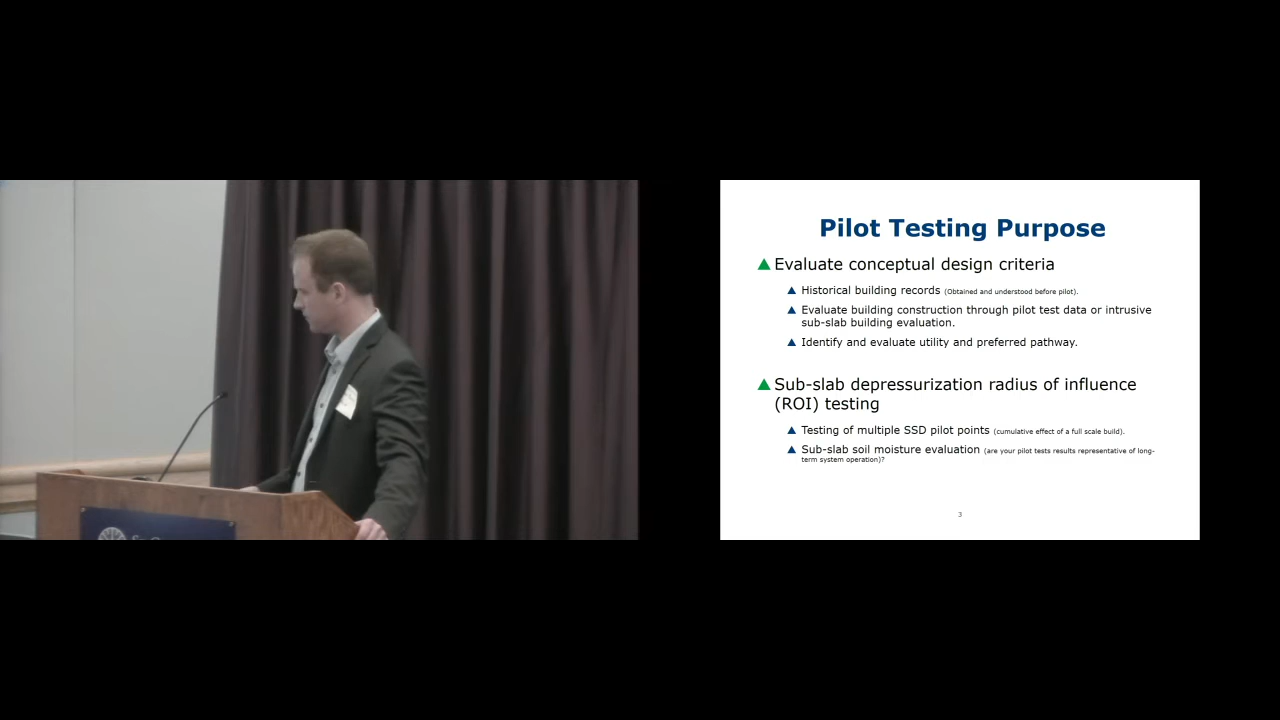 Pilot Testing Purpose
Evaluate conceptual design criteria
Historical building records (Obtained and understood before pilot).
Evaluate building construction through pilot test data or intrusive
sub-slab building evaluation.
Identify and evaluate utility and preferred pathway.
Sub-slab depressurization radius of influence
(ROI) testing
Testing of multiple SSD pilot points (cumulative effect of a full scale build).
Sub-slab soil moisture evaluation (are your pilot tests results representative of long-
term system operation)?
3